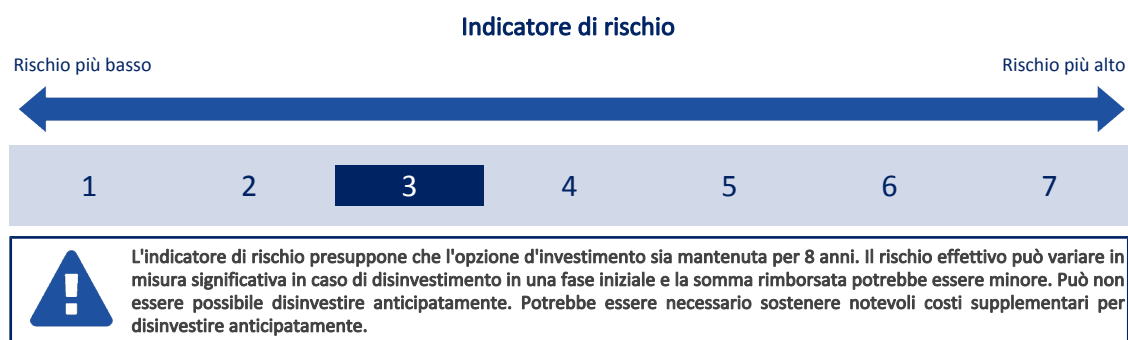 Indicatore di rischio
Rischio più basso
Rischio più alto
1 2 3 4 5 6 7
L'indicatore di rischio presuppone che l'opzione d'investimento sia mantenuta per 8 anni. Il rischio effettivo può variare in
misura significativa in caso di disinvestimento in una fase iniziale e la somma rimborsata potrebbe essere minore. Può non
essere possibile disinvestire anticipatamente. Potrebbe essere necessario sostenere notevoli costi supplementari per
disinvestire anticipatamente.